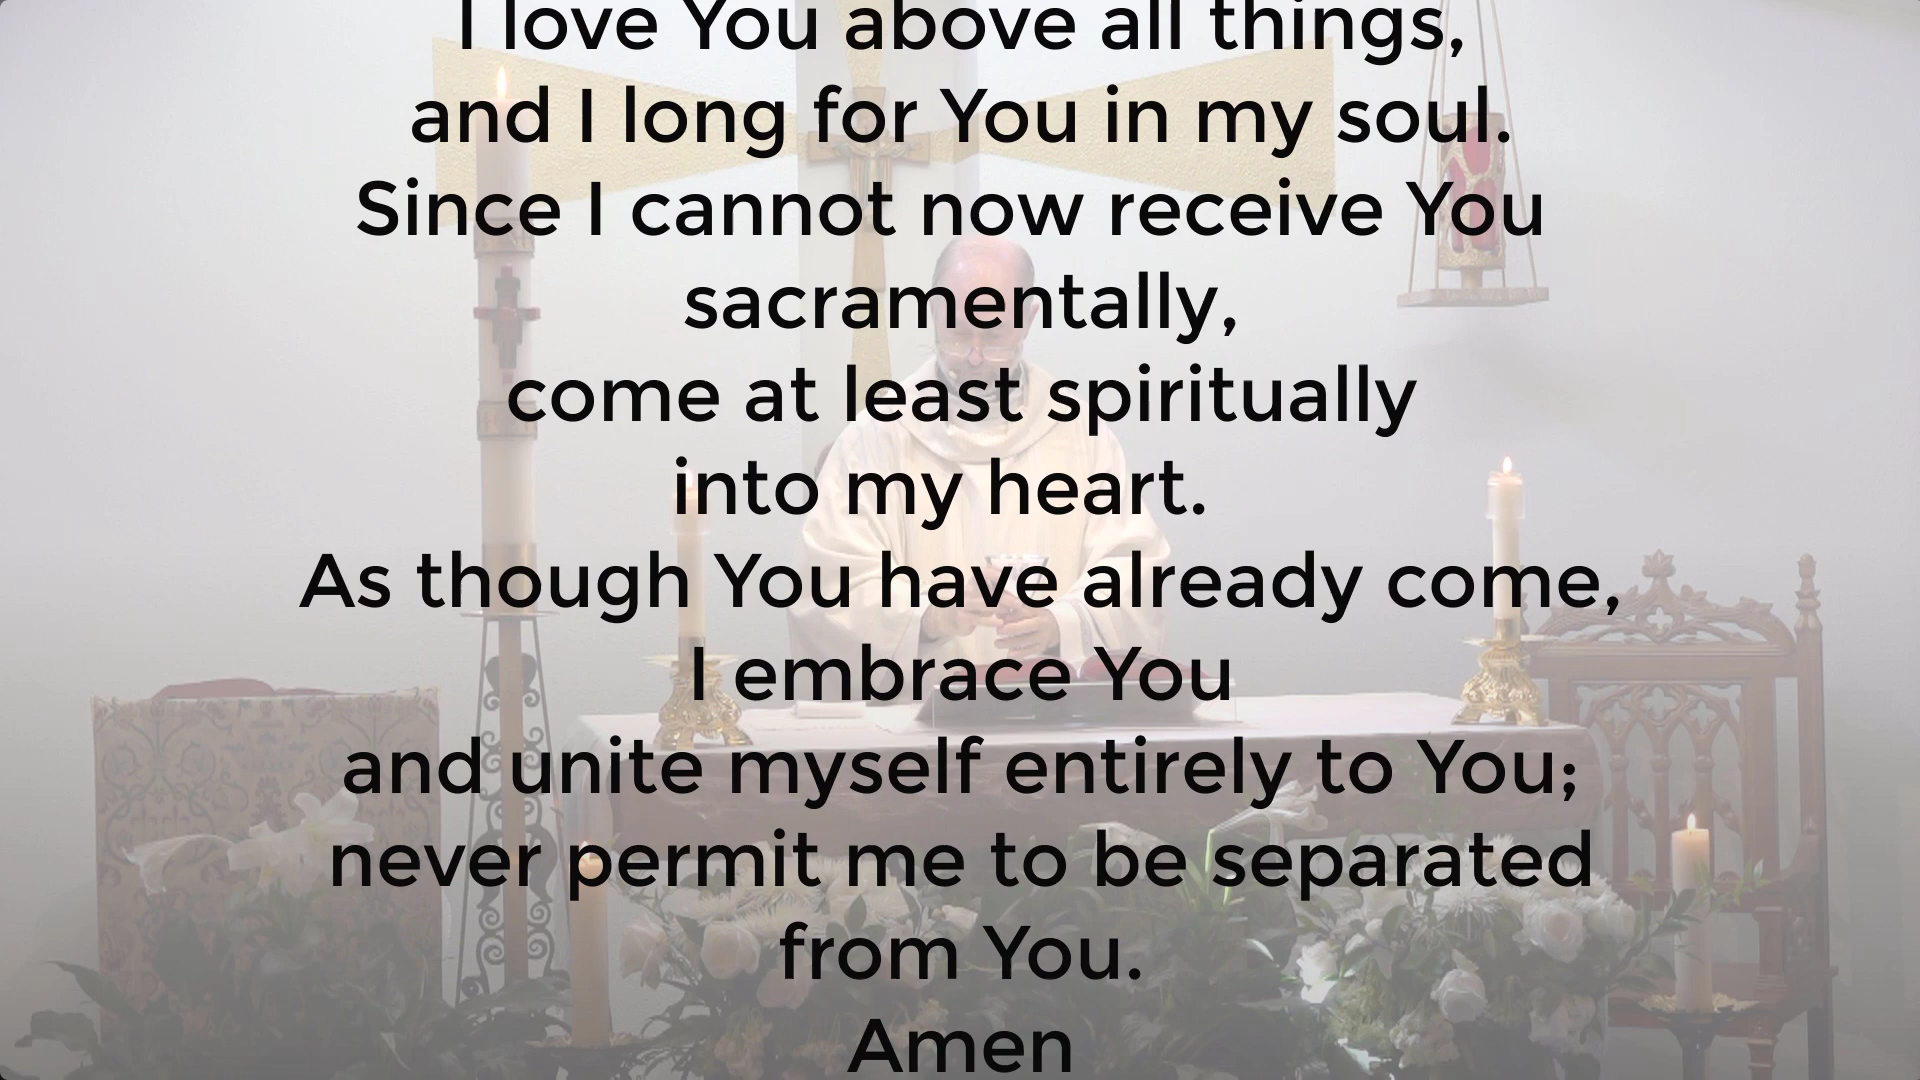 I love You above all things,
and I long for You in my soul.
Since I cannot now receive You
sacramentally,
come at least spiritually
into my heart.
As though You have already come,
I embrace You
and unite myself entirely to You;
never permit me to be separated
from You.
Amen